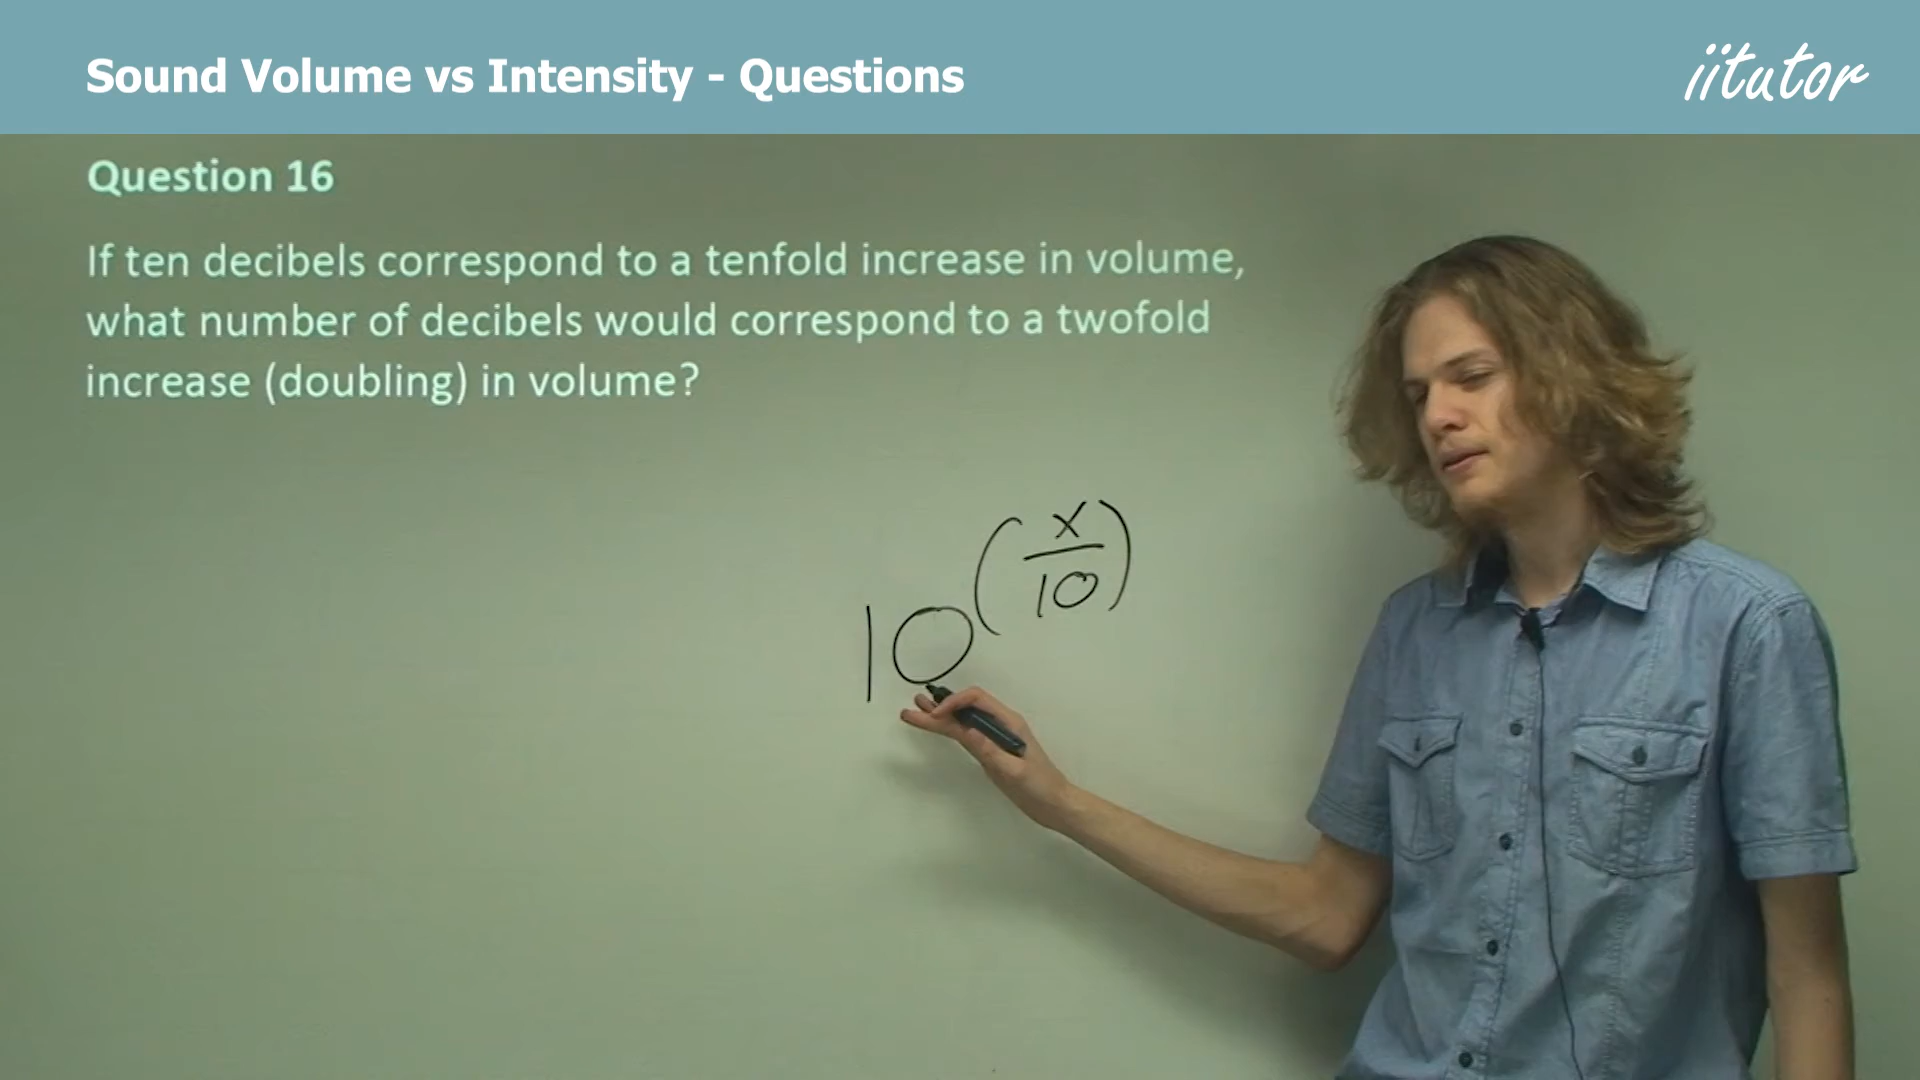 Sound Volume vs Intensity - Questions
iitutor
Question 16
If ten decibels correspond to a tenfold increase in volume,
what number of decibels would correspond to a twofold
increase (doubling) in volume?
10^(x/10)